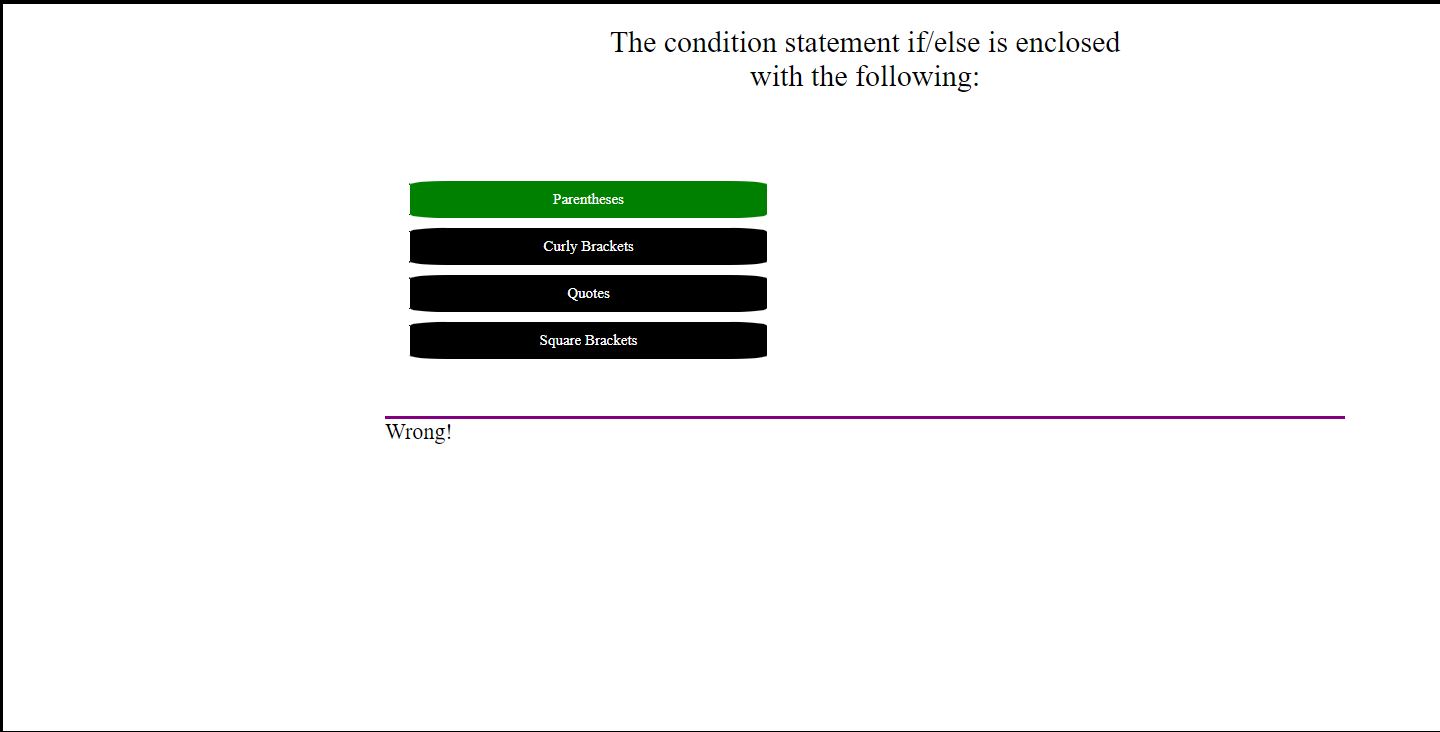 The condition statement if/else is enclosed
with the following:
Parentheses
Curly Brackets
Quotes
Square Brackets
Wrong!